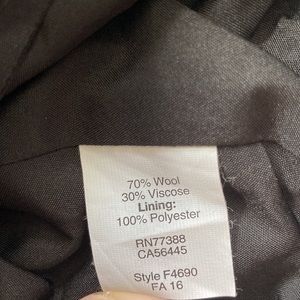 70% Wool
30% Viscose
Lining:
100% Polyester
RN77388
CA56445
Style F4690
FA 16